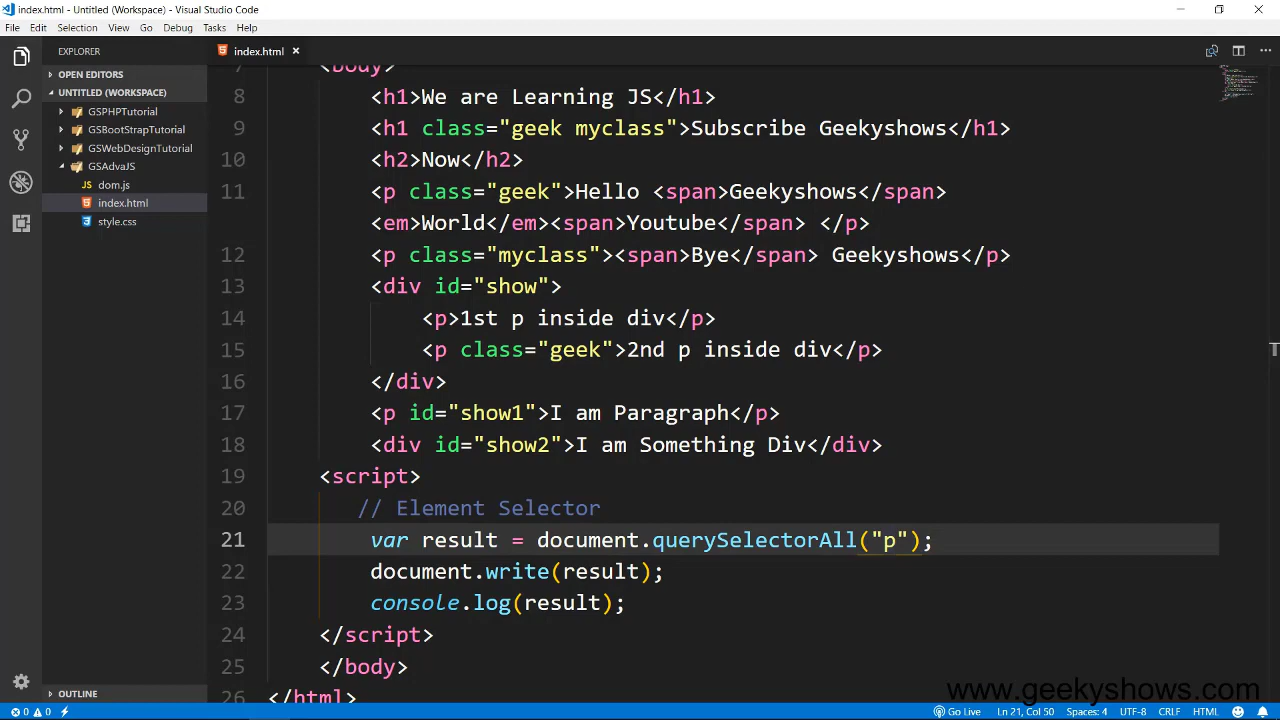 index.html - Untitled (Workspace) - Visual Studio Code
File Edit Selection View Go Debug Tasks Help
EXPLORER
OPEN EDITORS
UNTITLED (WORKSPACE)
GSPHPTutorial
GSBootStrapTutorial
GSWebDesignTutorial
GSAdvaJS
JS dom.js
index.html
style.css
OUTLINE
index.html ×
7 <body>
8 <h1>We are Learning JS</h1>
9 <h1 class="geek myclass">Subscribe Geekyshows</h1>
10 <h2>Now</h2>
11 <p class="geek">Hello <span>Geekyshows</span>
<em>World</em><span>Youtube</span> </p>
12 <p class="myclass"><span>Bye</span> Geekyshows</p>
13 <div id="show">
14 <p>1st p inside div</p>
15 <p class="geek">2nd p inside div</p>
16 </div>
17 <p id="show1">I am Paragraph</p>
18 <div id="show2">I am Something Div</div>
19 <script>
20 // Element Selector
21 var result = document.querySelectorAll("p");
22 document.write(result);
23 console.log(result);
24 </script>
25 </body>
26 </html>
www.geekyshows.com
0 0 Go Live Ln 21, Col 50 Spaces: 4 UTF-8 CRLF HTML